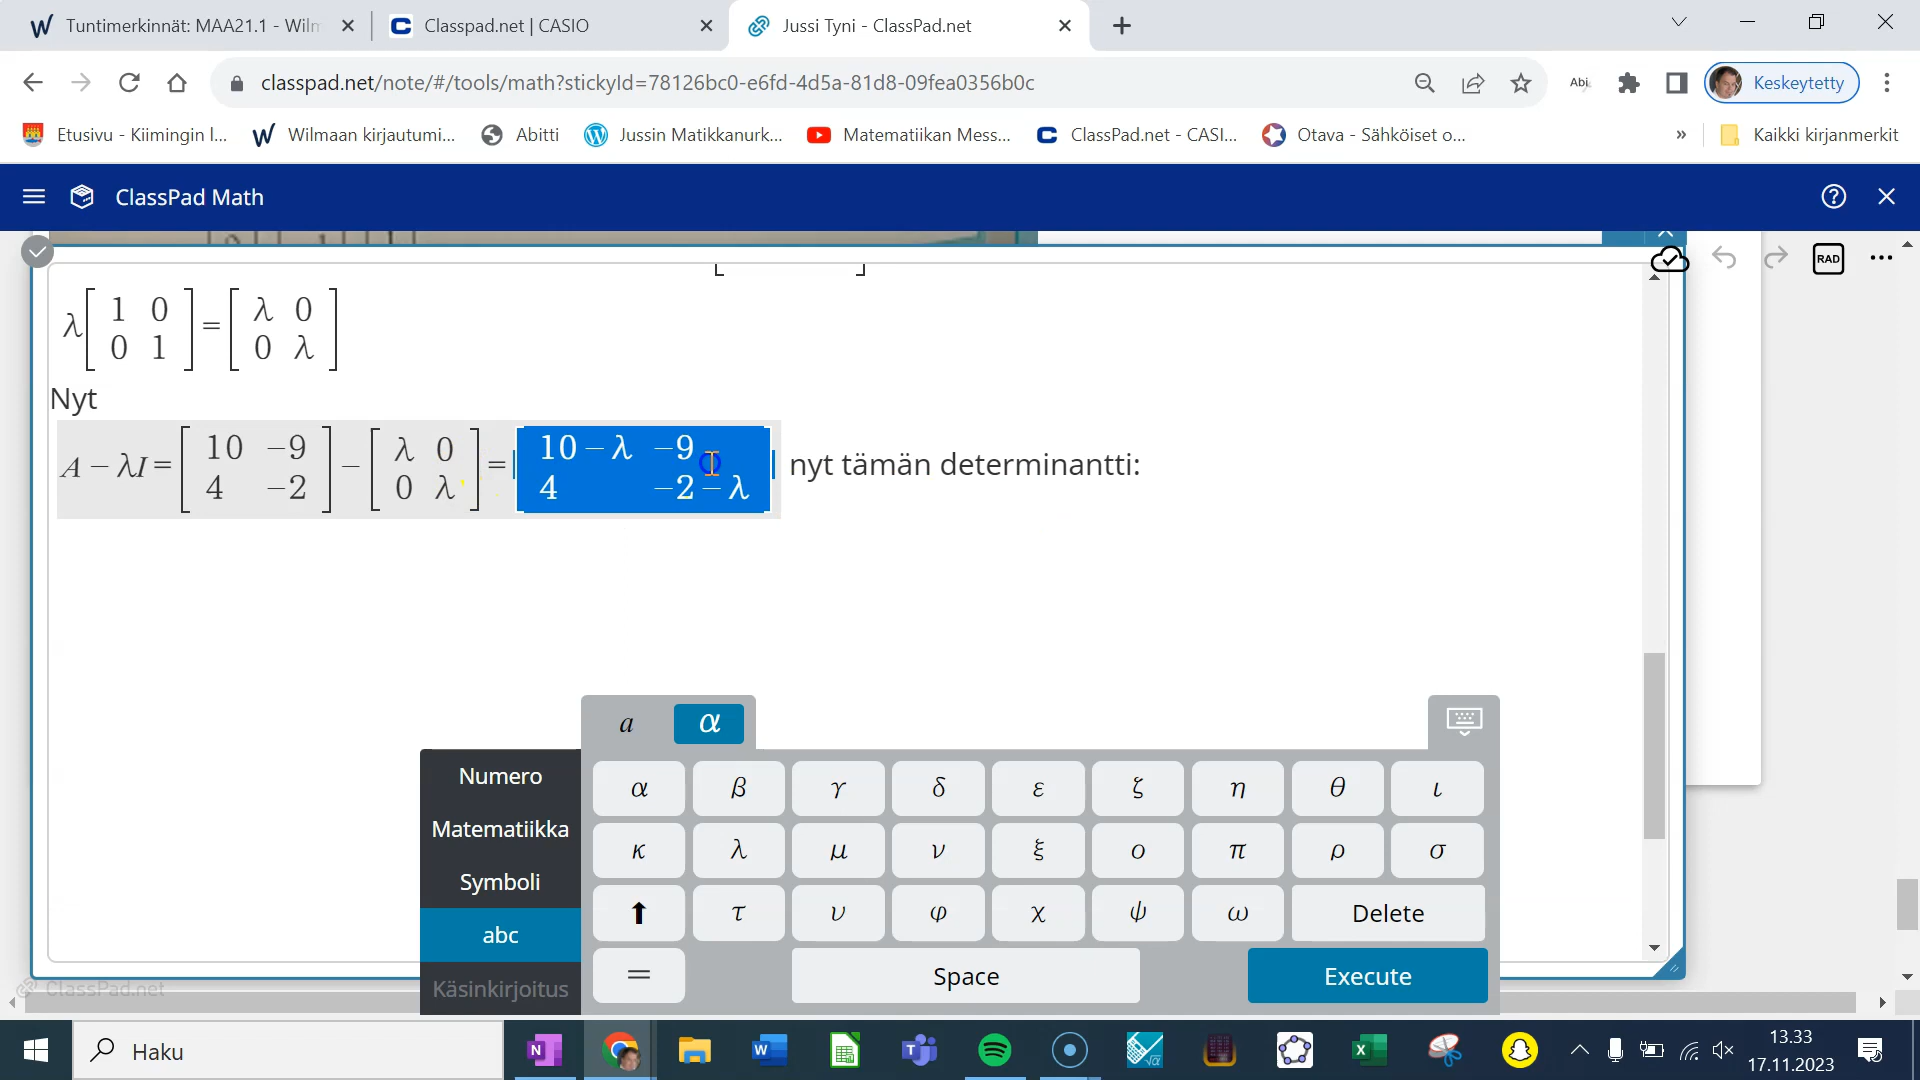 Tuntimerkinnät: MAA21.1 - Wilm
Classpad.net | CASIO
Jussi Tyni - ClassPad.net
classpad.net/note/#/tools/math?stickyId=78126bc0-e6fd-4d5a-81d8-09fea0356b0c
Abi
Keskeytetty
Etusivu - Kiimingin l...
Wilmaan kirjautumi...
Abitti
Jussin Matikkanurk...
Matematiikan Mess...
ClassPad.net - CASI...
Otava - Sähköiset o...
»
Kaikki kirjanmerkit
ClassPad Math
RAD
λ[1 0
0 1]=[λ 0
0 λ]
Nyt
A−λI=[10 −9
4 −2]−[λ 0
0 λ]=[10−λ −9
4 −2−λ] nyt tämän determinantti:
a α
Numero
Matematiikka
Symboli
abc
Käsinkirjoitus
α β γ δ ε ζ η θ ι
κ λ μ ν ξ ο π ρ σ
τ υ φ χ ψ ω Delete
= Space Execute
ClassPad.net
Haku
13.33
17.11.2023